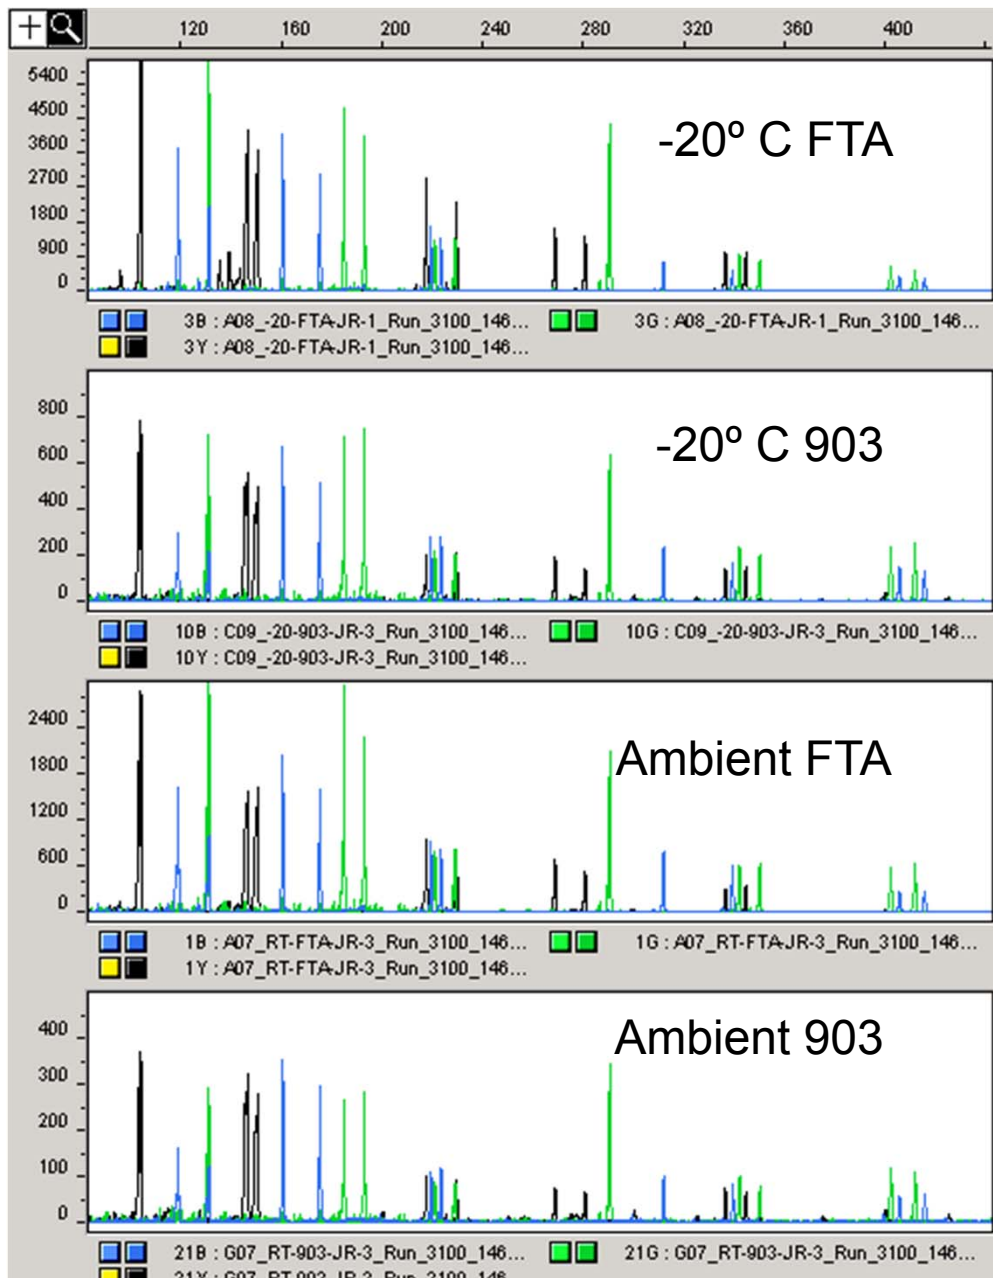 120 160 200 240 280 320 360 400
5400
4500
3600
2700
1800
900
0
-20º C FTA
3B : A08_-20-FTA-JR-1_Run_3100_146... 3G : A08_-20-FTA-JR-1_Run_3100_146...
3Y : A08_-20-FTA-JR-1_Run_3100_146...
800
600
400
200
0
-20º C 903
10B : C09_-20-903-JR-3_Run_3100_146... 10G : C09_-20-903-JR-3_Run_3100_146...
10Y : C09_-20-903-JR-3_Run_3100_146...
2400
1800
1200
600
0
Ambient FTA
1B : A07_RT-FTA-JR-3_Run_3100_146... 1G : A07_RT-FTA-JR-3_Run_3100_146...
1Y : A07_RT-FTA-JR-3_Run_3100_146...
400
300
200
100
0
Ambient 903
21B : G07_RT-903-JR-3_Run_3100_146... 21G : G07_RT-903-JR-3_Run_3100_146...
21Y : G07_RT-903-JR-3_Run_3100_146...